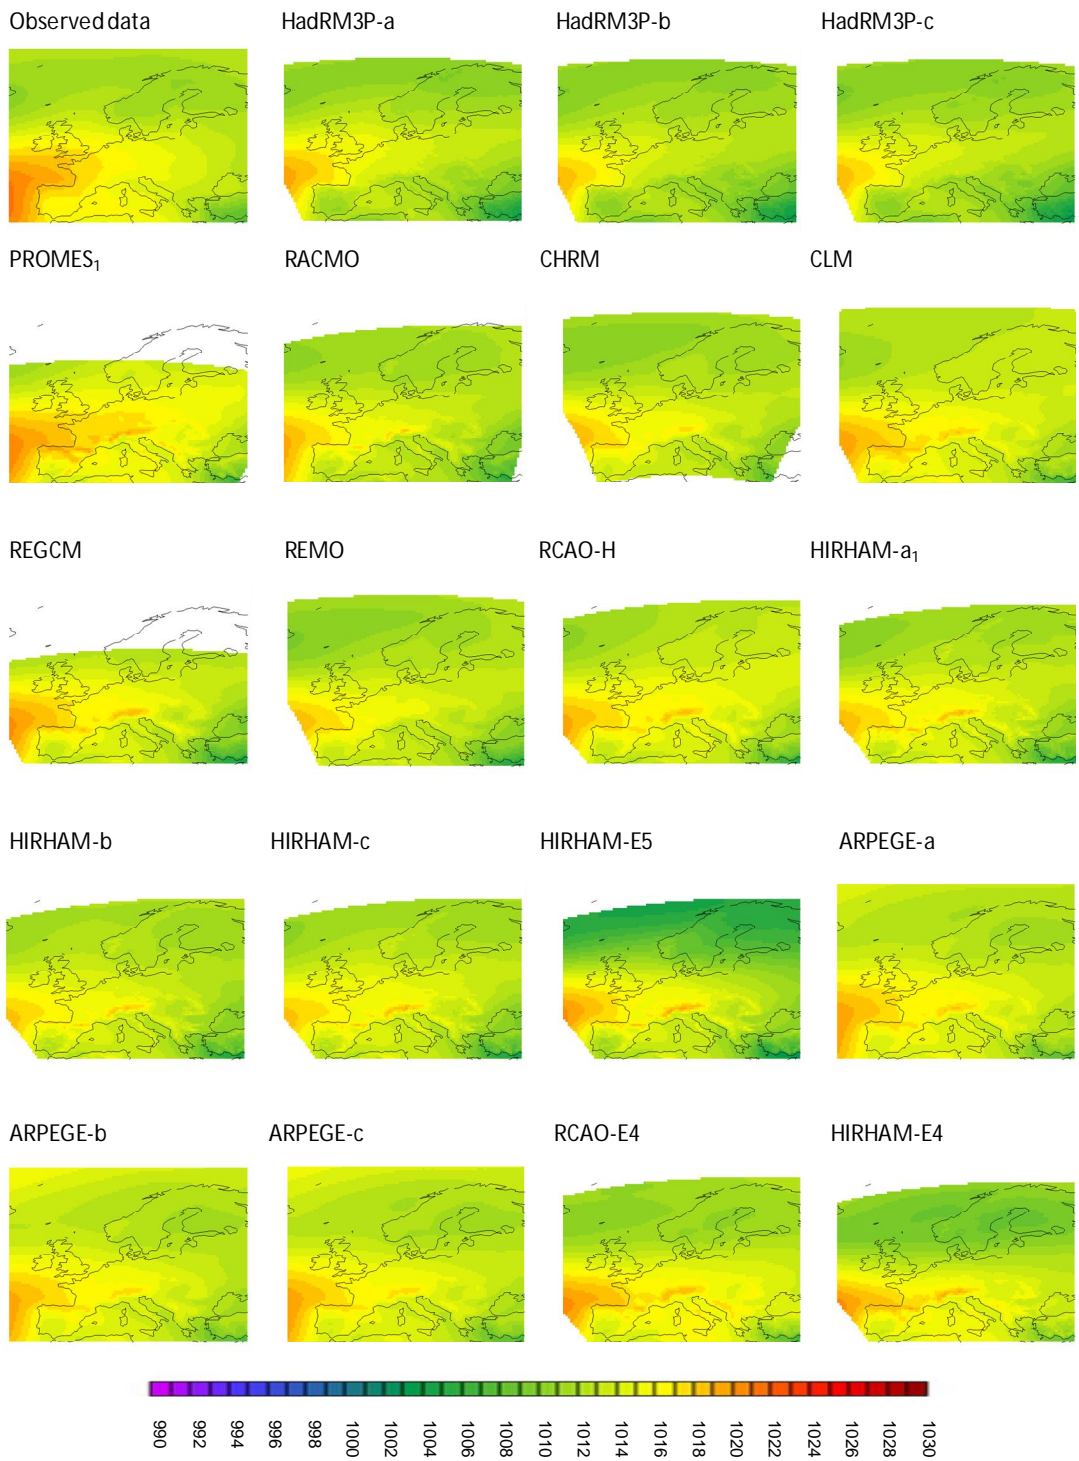 Observed data HadRM3P-a HadRM3P-b HadRM3P-c
PROMES₁ RACMO CHRM CLM
REGCM REMO RCAO-H HIRHAM-a₁
HIRHAM-b HIRHAM-c HIRHAM-E5 ARPEGE-a
ARPEGE-b ARPEGE-c RCAO-E4 HIRHAM-E4
990 992 994 996 998 1000 1002 1004 1006 1008 1010 1012 1014 1016 1018 1020 1022 1024 1026 1028 1030